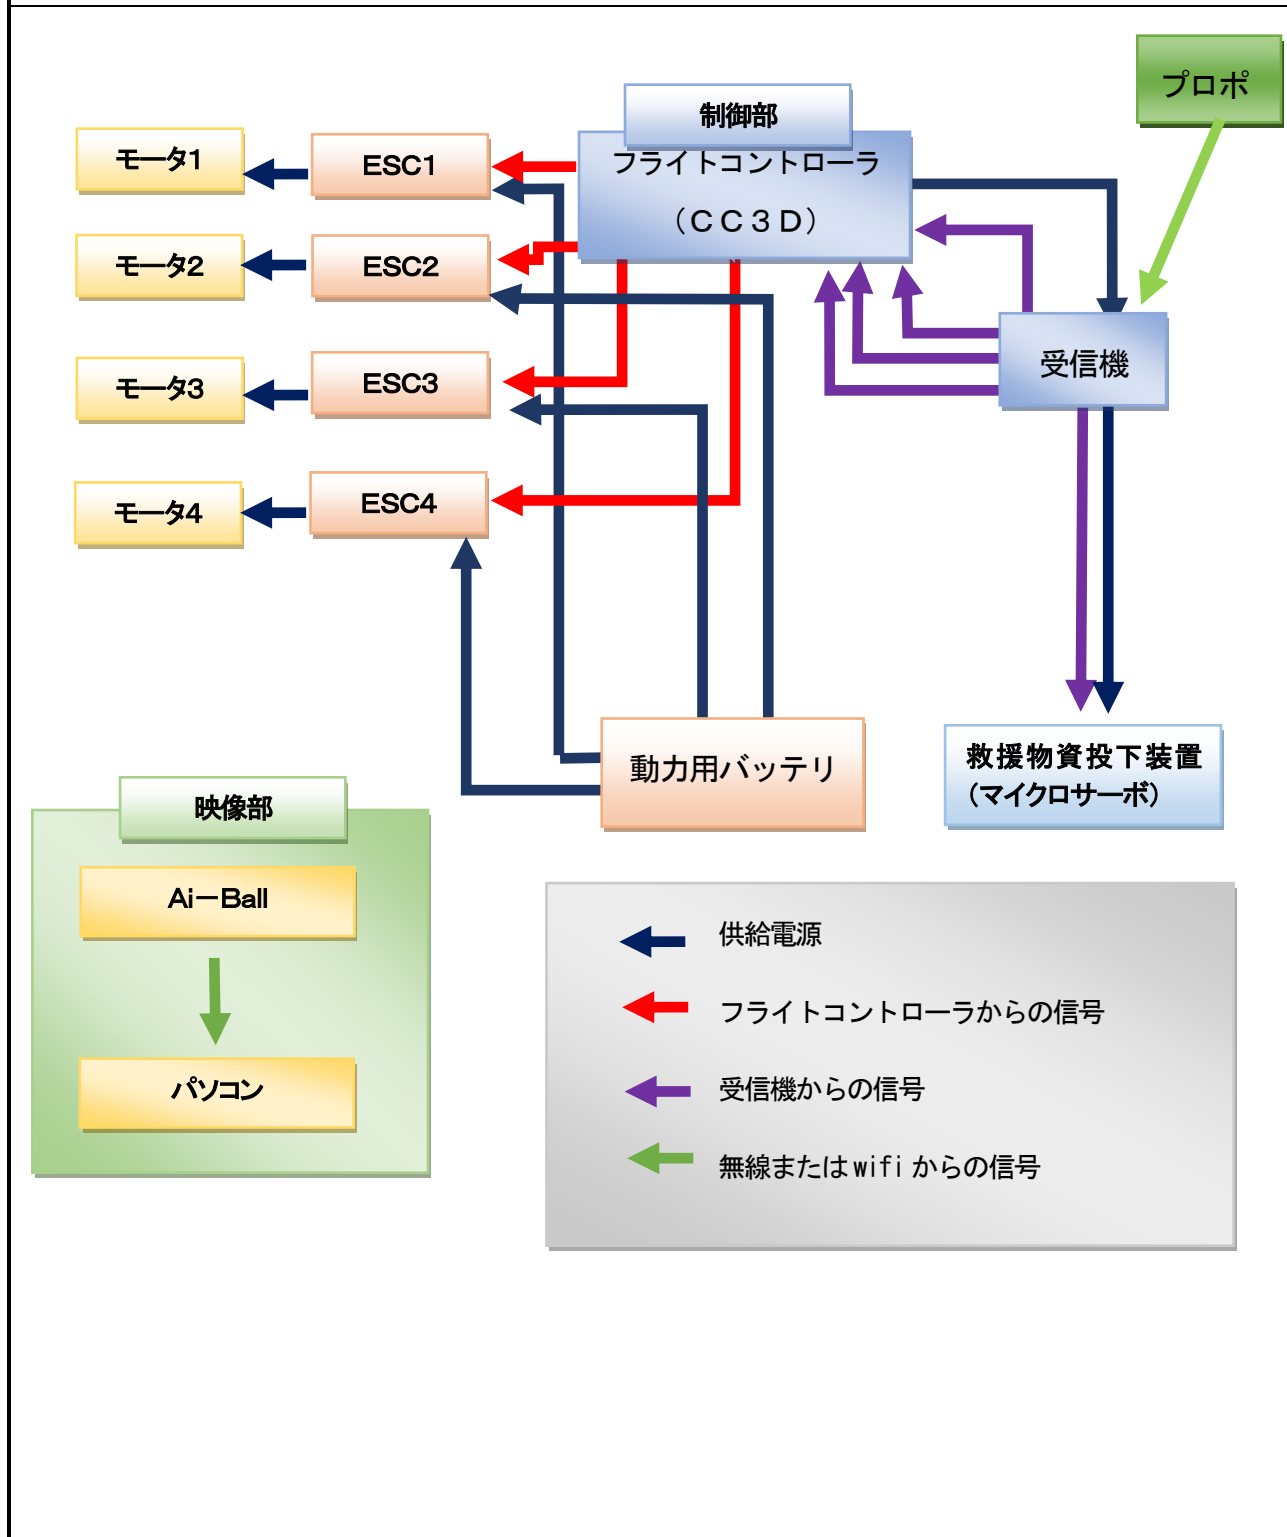 プロポ
制御部
フライトコントローラ
（ＣＣ３Ｄ）
モータ1
ESC1
モータ2
ESC2
モータ3
ESC3
モータ4
ESC4
受信機
動力用バッテリ
救援物資投下装置
（マイクロサーボ）
映像部
Ai－Ball
パソコン
供給電源
フライトコントローラからの信号
受信機からの信号
無線または wifi からの信号